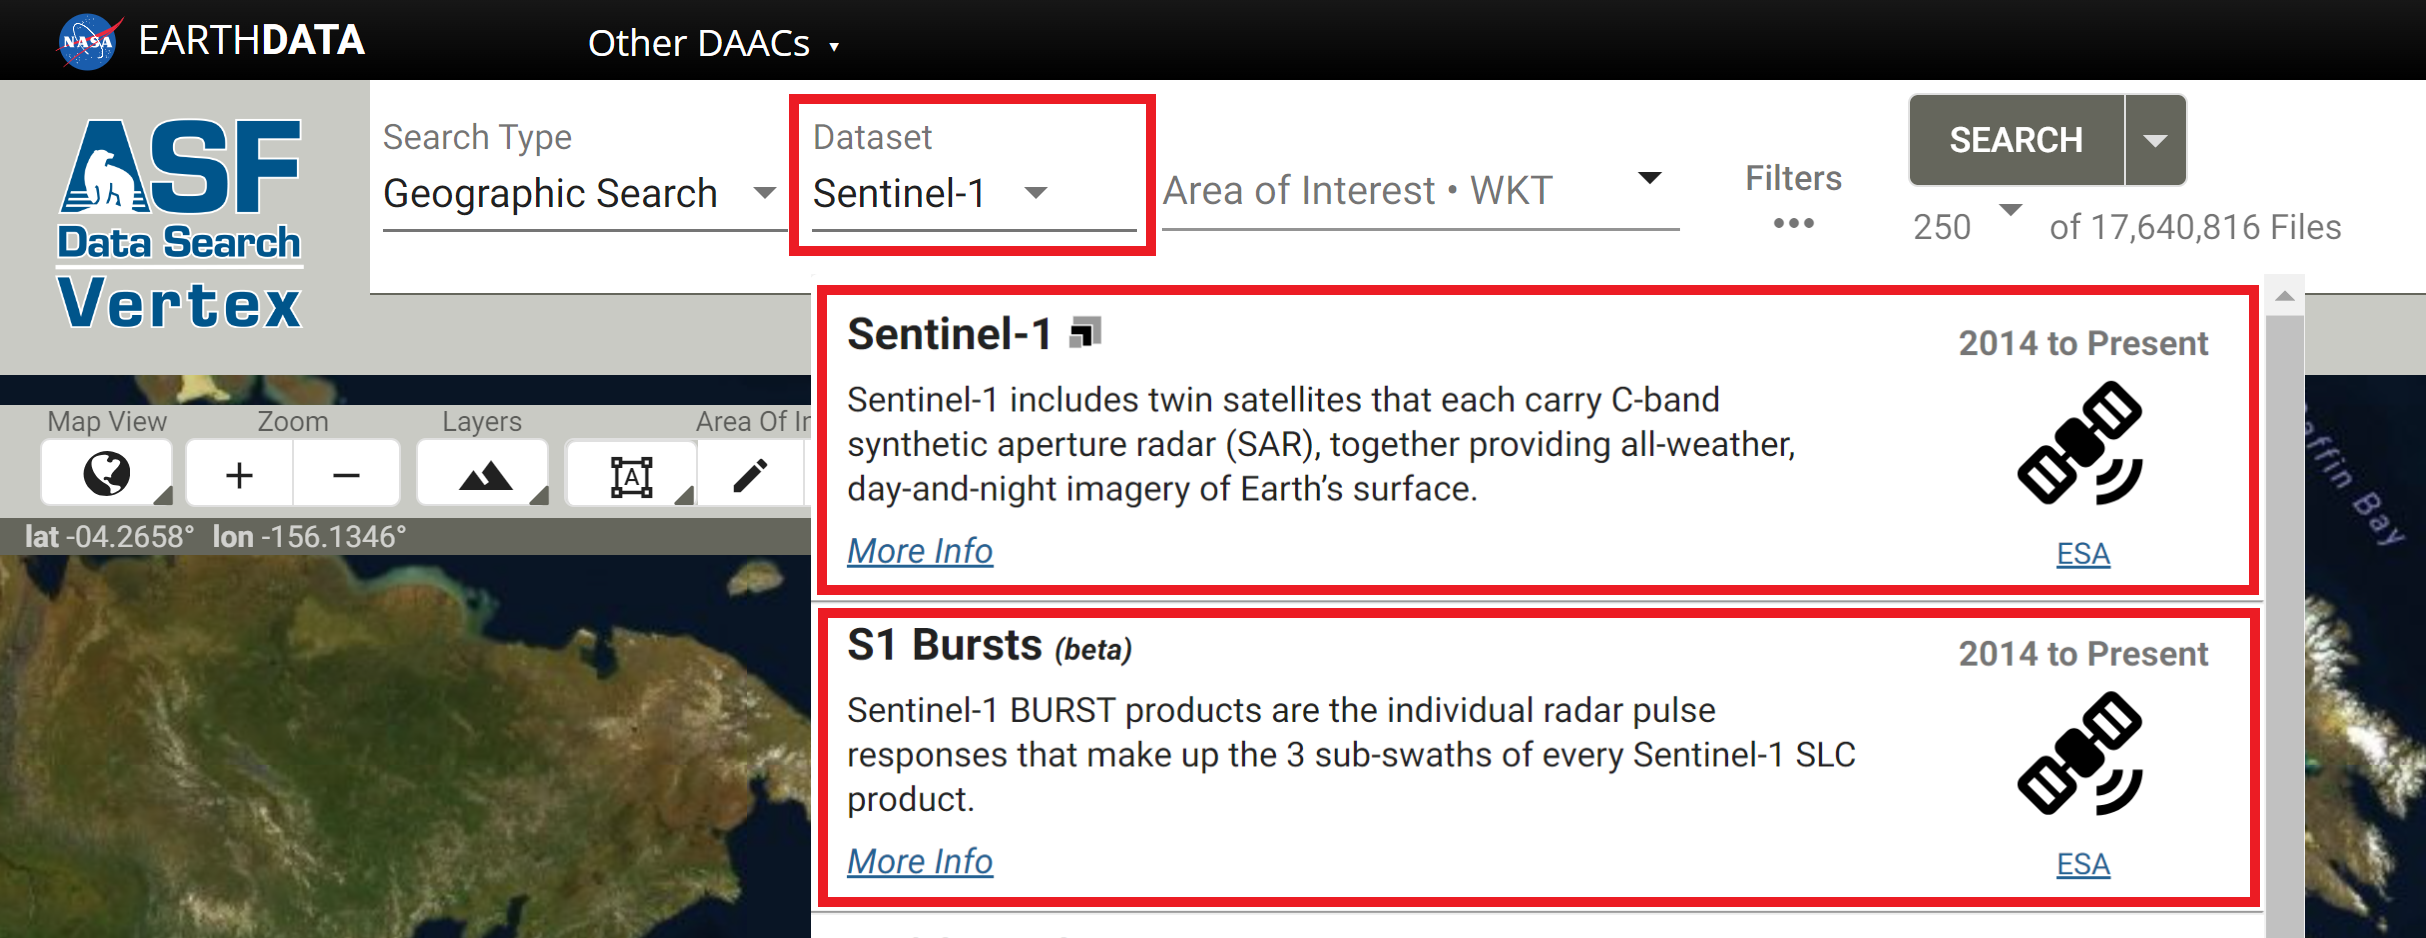 NASA EARTHDATA
Other DAACs
ASF
Data Search
Vertex
Search Type
Geographic Search
Dataset
Sentinel-1
Area of Interest • WKT
Filters
•••
SEARCH
250 of 17,640,816 Files
Map View
Zoom
Layers
Area Of
A
lat -04.2658° lon -156.1346°
Sentinel-1
2014 to Present
Sentinel-1 includes twin satellites that each carry C-band
synthetic aperture radar (SAR), together providing all-weather,
day-and-night imagery of Earth’s surface.
More Info
ESA
S1 Bursts (beta)
2014 to Present
Sentinel-1 BURST products are the individual radar pulse
responses that make up the 3 sub-swaths of every Sentinel-1 SLC
product.
More Info
ESA
affin Bay